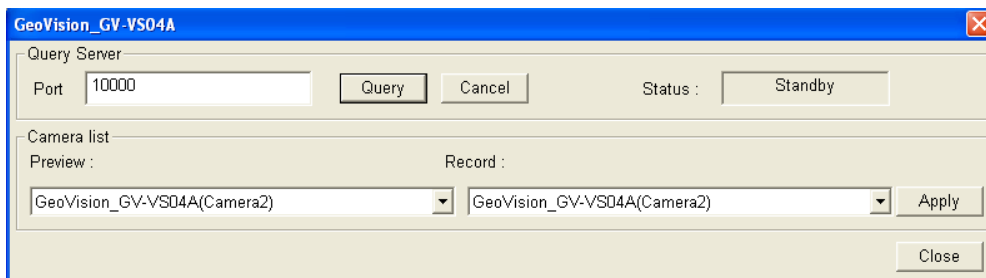 GeoVision_GV-VS04A
Query Server
Port 10000 Query Cancel Status : Standby
Camera list
Preview : Record :
GeoVision_GV-VS04A(Camera2) GeoVision_GV-VS04A(Camera2) Apply
Close